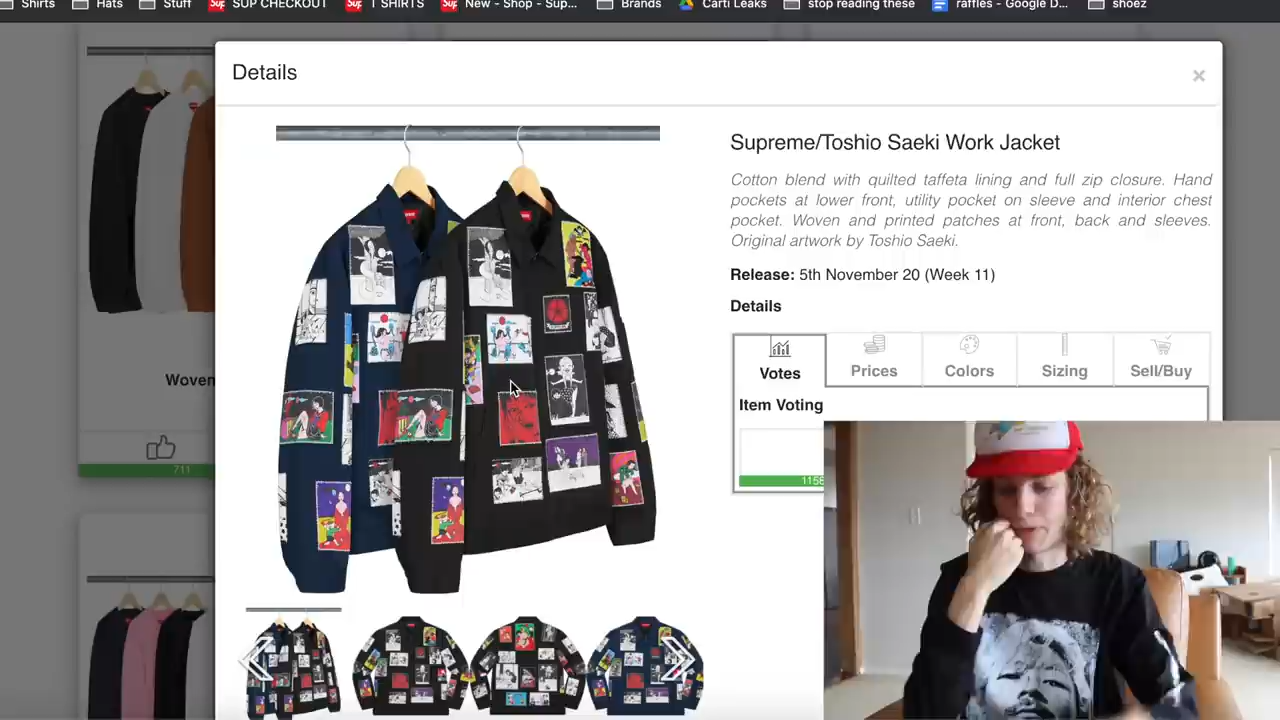 Shirts
Hats
Stuff
SUP CHECKOUT
T SHIRTS
New - Shop - Sup...
Brands
Carti Leaks
stop reading these
raffles - Google D...
shoez
Details
×
Supreme/Toshio Saeki Work Jacket
Cotton blend with quilted taffeta lining and full zip closure. Hand
pockets at lower front, utility pocket on sleeve and interior chest
pocket. Woven and printed patches at front, back and sleeves.
Original artwork by Toshio Saeki.
Release: 5th November 20 (Week 11)
Details
Votes
Prices
Colors
Sizing
Sell/Buy
Item Voting
1158
Woven
711